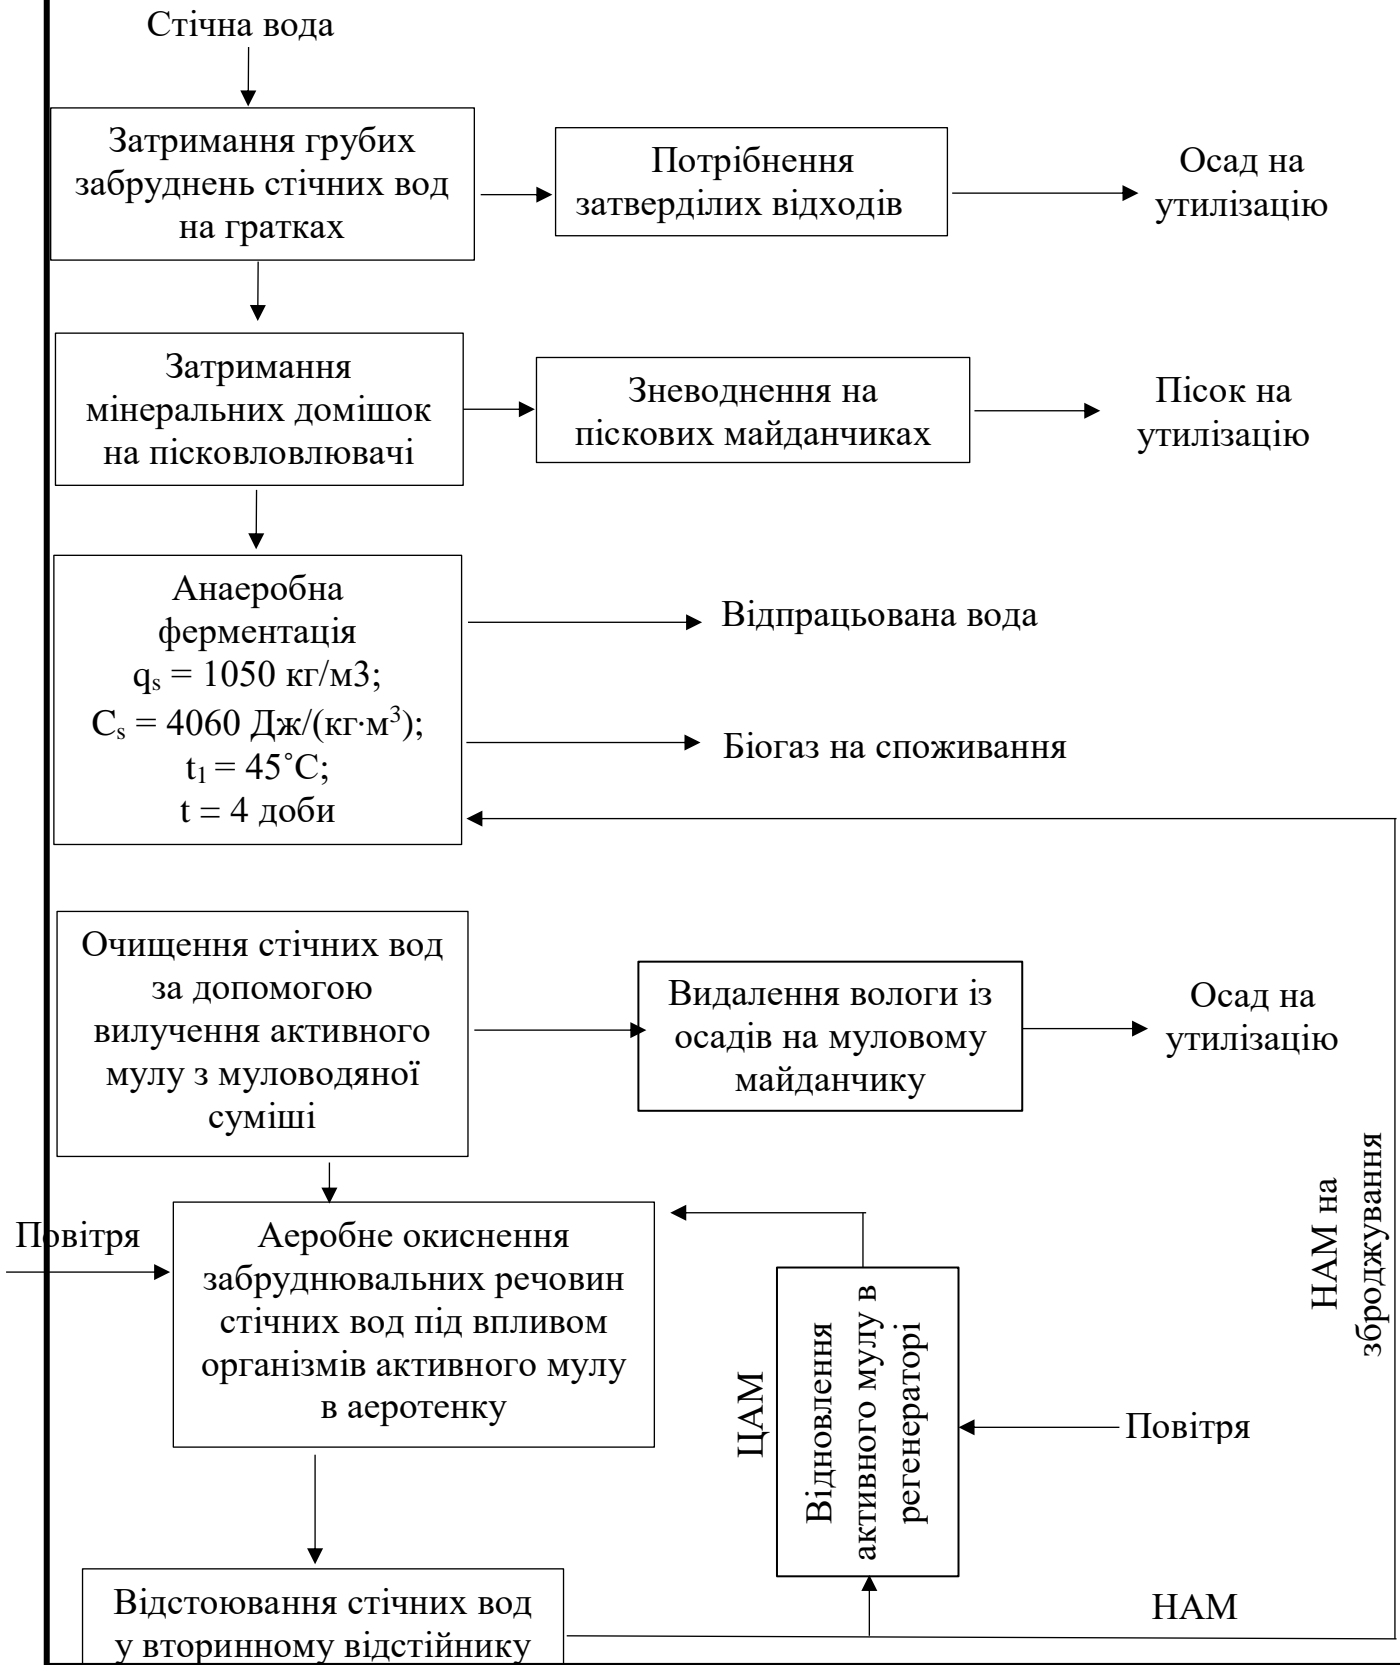 Стічна вода
Затримання грубих
забруднень стічних вод
на гратках
Потрібнення
затверділих відходів
Осад на
утилізацію
Затримання
мінеральних домішок
на пісковловлювачі
Зневоднення на
піскових майданчиках
Пісок на
утилізацію
Анаеробна
ферментація
qs = 1050 кг/м3;
Cs = 4060 Дж/(кг·м³);
t₁ = 45˚С;
t = 4 доби
Відпрацьована вода
Біогаз на споживання
Очищення стічних вод
за допомогою
вилучення активного
мулу з муловодяної
суміші
Видалення вологи із
осадів на муловому
майданчику
Осад на
утилізацію
НАМ на
зброджування
Повітря
Аеробне окиснення
забруднювальних речовин
стічних вод під впливом
організмів активного мулу
в аеротенку
ЦАМ
Відновлення
активного мулу в
регенераторі
Повітря
Відстоювання стічних вод
у вторинному відстійнику
НАМ